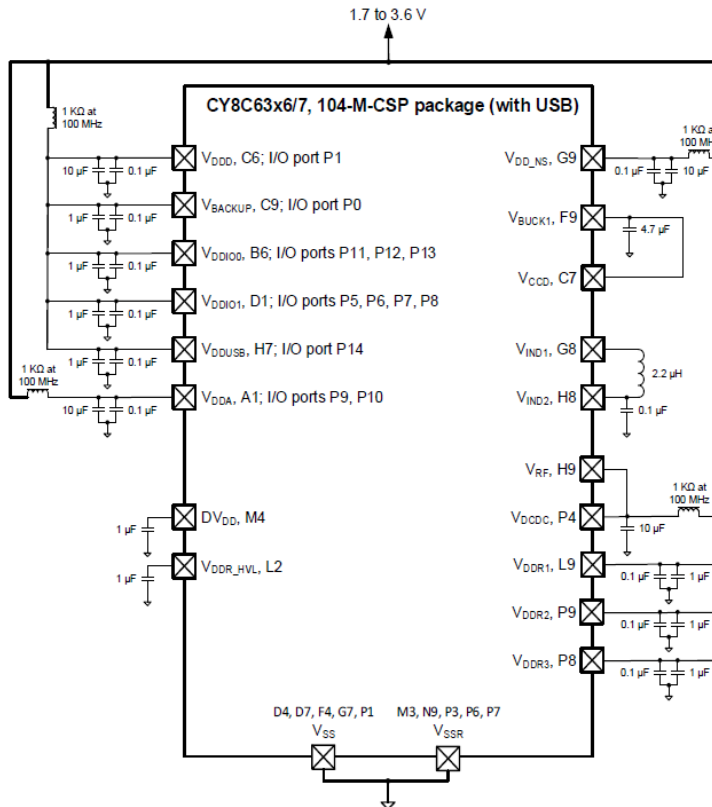 1.7 to 3.6 V
CY8C63x6/7, 104-M-CSP package (with USB)
1 KΩ at
100 MHz
10 µF
0.1 µF
VDDD, C6; I/O port P1
1 µF
0.1 µF
VBACKUP, C9; I/O port P0
1 µF
0.1 µF
VDDIO0, B6; I/O ports P11, P12, P13
1 µF
0.1 µF
VDDIO1, D1; I/O ports P5, P6, P7, P8
1 µF
0.1 µF
VDDUSB, H7; I/O port P14
1 KΩ at
100 MHz
10 µF
0.1 µF
VDDA, A1; I/O ports P9, P10
1 µF
DVDD, M4
1 µF
VDDR_HVL, L2
1 KΩ at
100 MHz
VDD_NS, G9
0.1 µF
10 µF
VBUCK1, F9
4.7 µF
VCCD, C7
VIND1, G8
2.2 µH
VIND2, H8
0.1 µF
VRF, H9
1 KΩ at
100 MHz
VDCDC, P4
10 µF
VDDR1, L9
0.1 µF
1 µF
VDDR2, P9
0.1 µF
1 µF
VDDR3, P8
0.1 µF
1 µF
D4, D7, F4, G7, P1
VSS
M3, N9, P3, P6, P7
VSSR